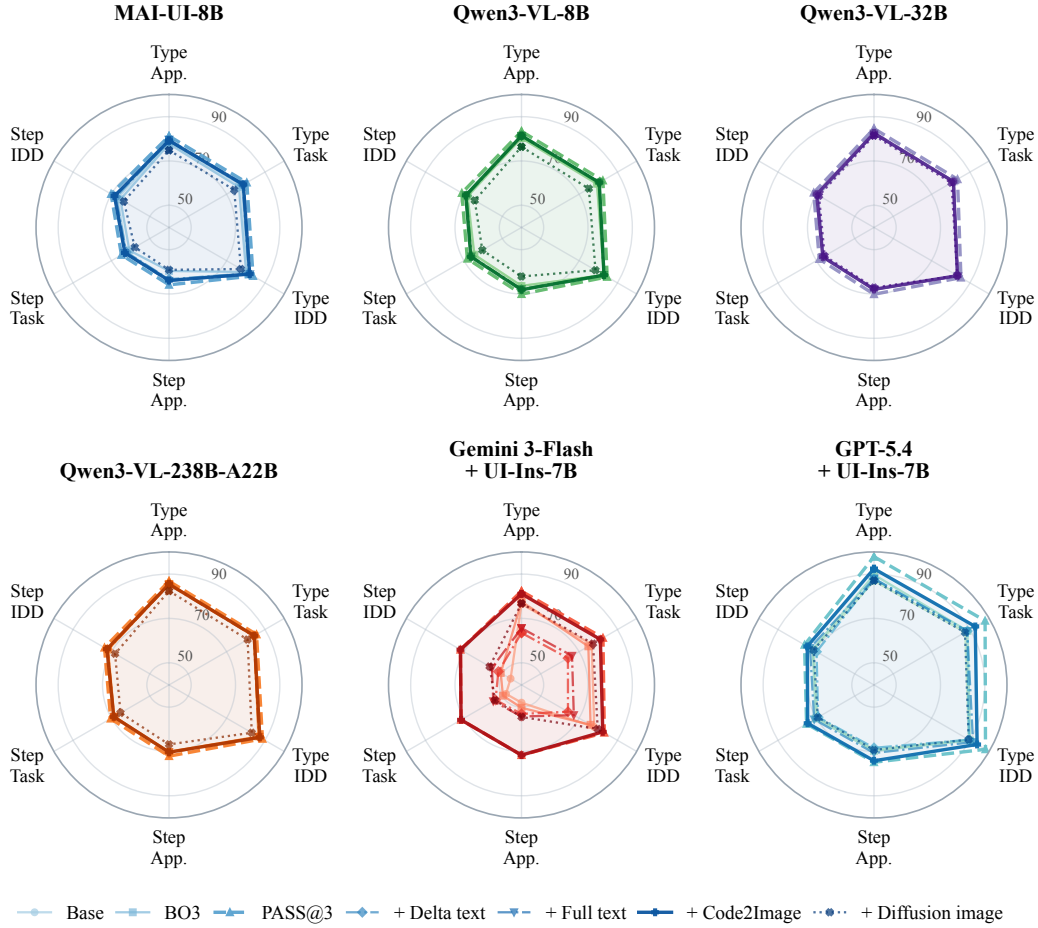 MAI-UI-8B
Type
App.
Type
Task
Type
IDD
Step
App.
Step
Task
Step
IDD
50
70
90
Qwen3-VL-8B
Type
App.
Type
Task
Type
IDD
Step
App.
Step
Task
Step
IDD
50
70
90
Qwen3-VL-32B
Type
App.
Type
Task
Type
IDD
Step
App.
Step
Task
Step
IDD
50
70
90
Qwen3-VL-238B-A22B
Type
App.
Type
Task
Type
IDD
Step
App.
Step
Task
Step
IDD
50
70
90
Gemini 3-Flash
+ UI-Ins-7B
Type
App.
Type
Task
Type
IDD
Step
App.
Step
Task
Step
IDD
50
70
90
GPT-5.4
+ UI-Ins-7B
Type
App.
Type
Task
Type
IDD
Step
App.
Step
Task
Step
IDD
50
70
90
Base BO3 PASS@3 + Delta text + Full text + Code2Image + Diffusion image